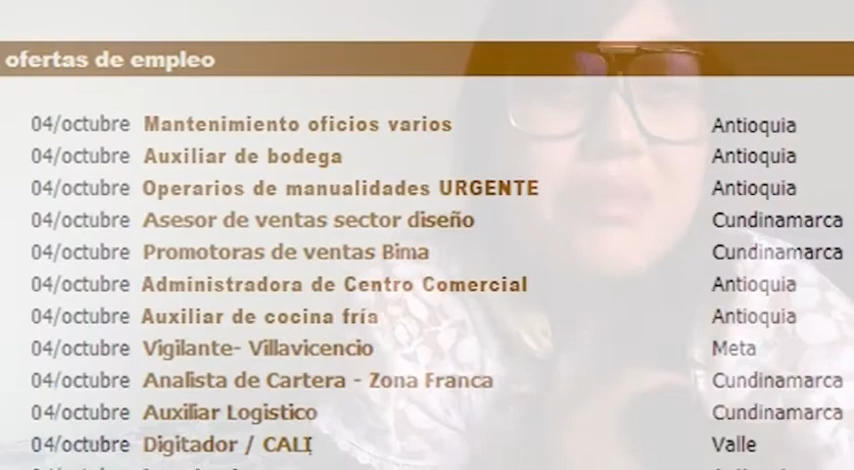 ofertas de empleo
04/octubre Mantenimiento oficios varios Antioquia
04/octubre Auxiliar de bodega Antioquia
04/octubre Operarios de manualidades URGENTE Antioquia
04/octubre Asesor de ventas sector diseño Cundinamarca
04/octubre Promotoras de ventas Bima Cundinamarca
04/octubre Administradora de Centro Comercial Antioquia
04/octubre Auxiliar de cocina fría Antioquia
04/octubre Vigilante- Villavicencio Meta
04/octubre Analista de Cartera - Zona Franca Cundinamarca
04/octubre Auxiliar Logistico Cundinamarca
04/octubre Digitador / CALI Valle